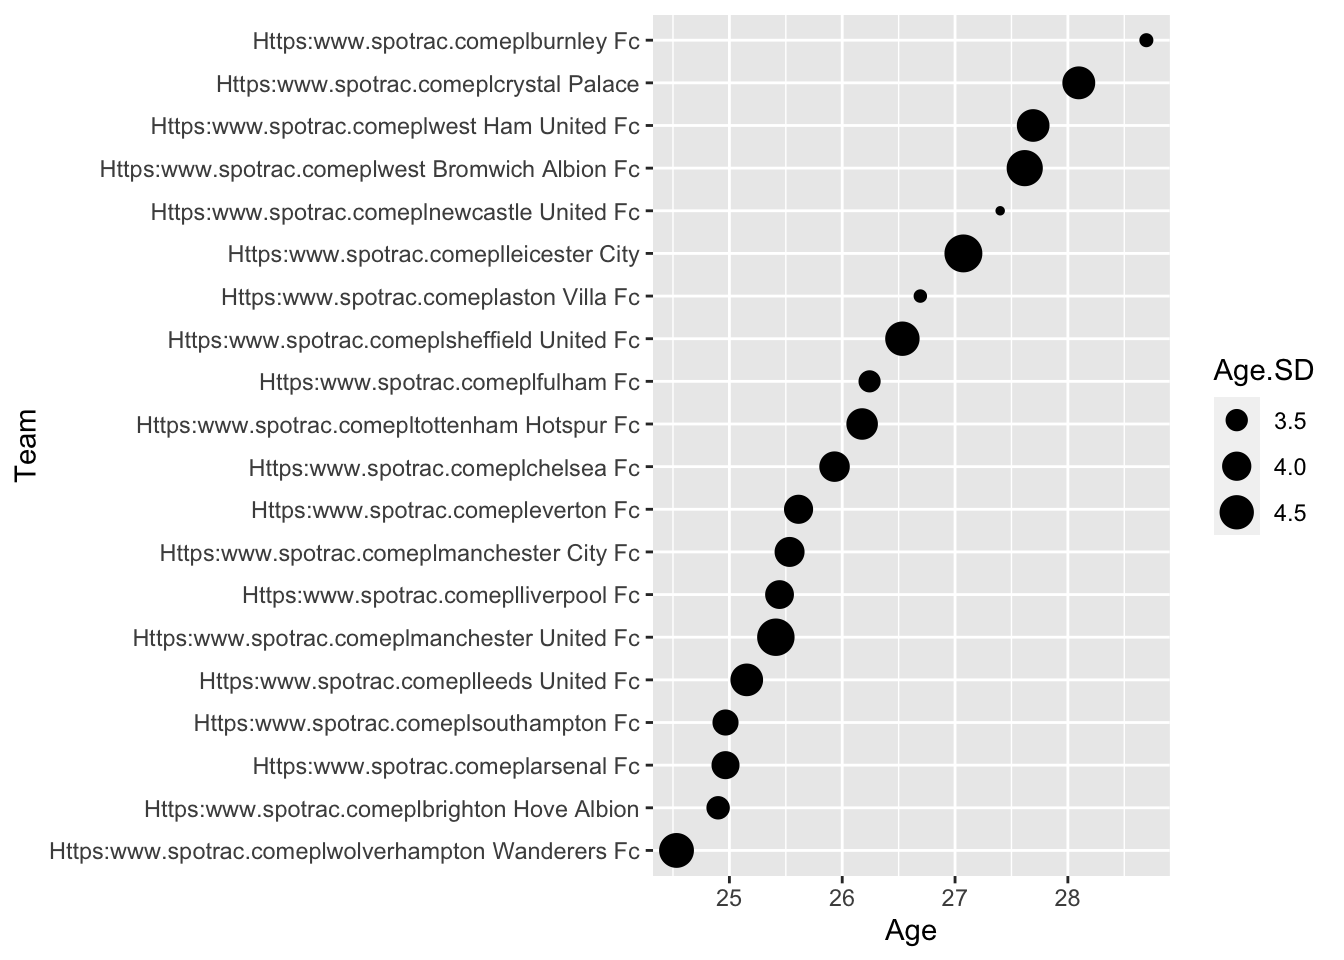 Https:www.spotrac.comeplburnley Fc
Https:www.spotrac.comeplcrystal Palace
Https:www.spotrac.comeplwest Ham United Fc
Https:www.spotrac.comeplwest Bromwich Albion Fc
Https:www.spotrac.comeplnewcastle United Fc
Https:www.spotrac.comeplleicester City
Https:www.spotrac.comeplaston Villa Fc
Https:www.spotrac.comeplsheffield United Fc
Https:www.spotrac.comeplfulham Fc
Https:www.spotrac.comepltottenham Hotspur Fc
Https:www.spotrac.comeplchelsea Fc
Https:www.spotrac.comepleverton Fc
Https:www.spotrac.comeplmanchester City Fc
Https:www.spotrac.comeplliverpool Fc
Https:www.spotrac.comeplmanchester United Fc
Https:www.spotrac.comeplleeds United Fc
Https:www.spotrac.comeplsouthampton Fc
Https:www.spotrac.comeplarsenal Fc
Https:www.spotrac.comeplbrighton Hove Albion
Https:www.spotrac.comeplwolverhampton Wanderers Fc
Team
25 26 27 28
Age
Age.SD
3.5
4.0
4.5